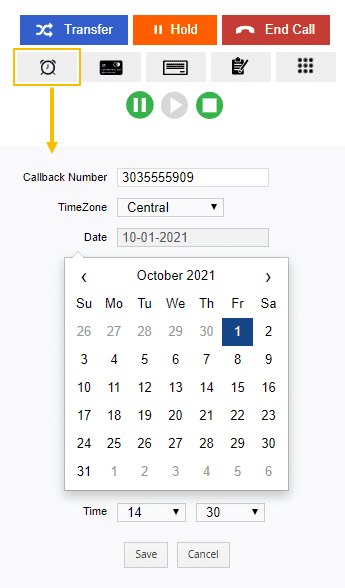 Transfer Hold End Call
Callback Number 3035555909
TimeZone Central
Date 10-01-2021
‹ October 2021 ›
Su Mo Tu We Th Fr Sa
26 27 28 29 30 1 2
3 4 5 6 7 8 9
10 11 12 13 14 15 16
17 18 19 20 21 22 23
24 25 26 27 28 29 30
31 1 2 3 4 5 6
Time 14 30
Save Cancel